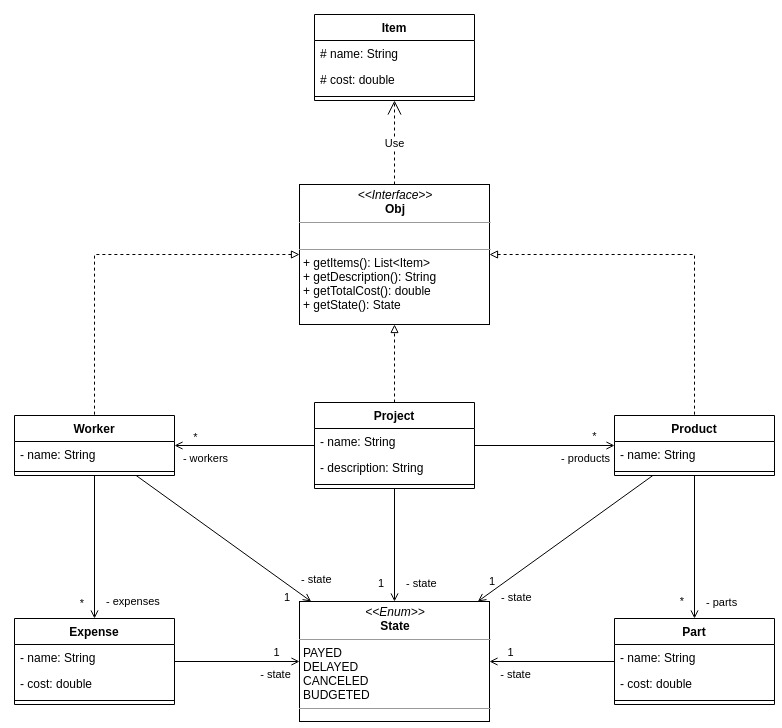 Item
# name: String
# cost: double
Use
<<Interface>>
Obj
+ getItems(): List<Item>
+ getDescription(): String
+ getTotalCost(): double
+ getState(): State
Worker
- name: String
Project
- name: String
- description: String
Product
- name: String
*
- workers
*
- products
- state
1
1
- state
1
- state
*
- expenses
*
- parts
<<Enum>>
State
PAYED
DELAYED
CANCELED
BUDGETED
Expense
- name: String
- cost: double
1
- state
1
- state
Part
- name: String
- cost: double